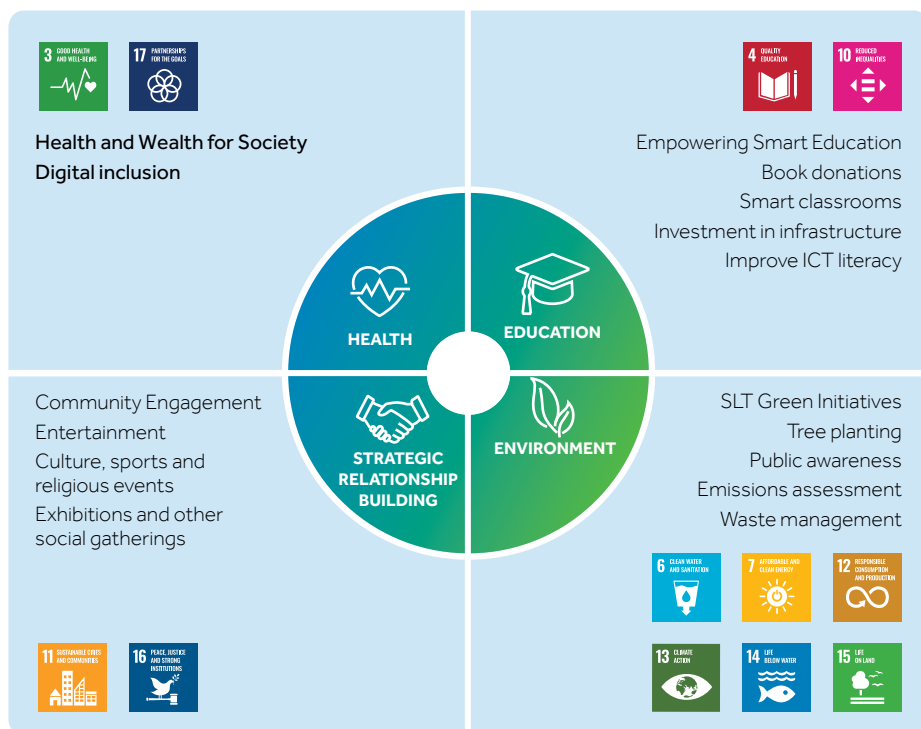 3 GOOD HEALTH
AND WELL-BEING
17 PARTNERSHIPS
FOR THE GOALS
Health and Wealth for Society
Digital inclusion
4 QUALITY
EDUCATION
10 REDUCED
INEQUALITIES
Empowering Smart Education
Book donations
Smart classrooms
Investment in infrastructure
Improve ICT literacy
HEALTH
EDUCATION
STRATEGIC
RELATIONSHIP
BUILDING
ENVIRONMENT
Community Engagement
Entertainment
Culture, sports and
religious events
Exhibitions and other
social gatherings
11 SUSTAINABLE CITIES
AND COMMUNITIES
16 PEACE, JUSTICE
AND STRONG
INSTITUTIONS
SLT Green Initiatives
Tree planting
Public awareness
Emissions assessment
Waste management
6 CLEAN WATER
AND SANITATION
7 AFFORDABLE AND
CLEAN ENERGY
12 RESPONSIBLE
CONSUMPTION
AND PRODUCTION
13 CLIMATE
ACTION
14 LIFE
BELOW WATER
15 LIFE
ON LAND